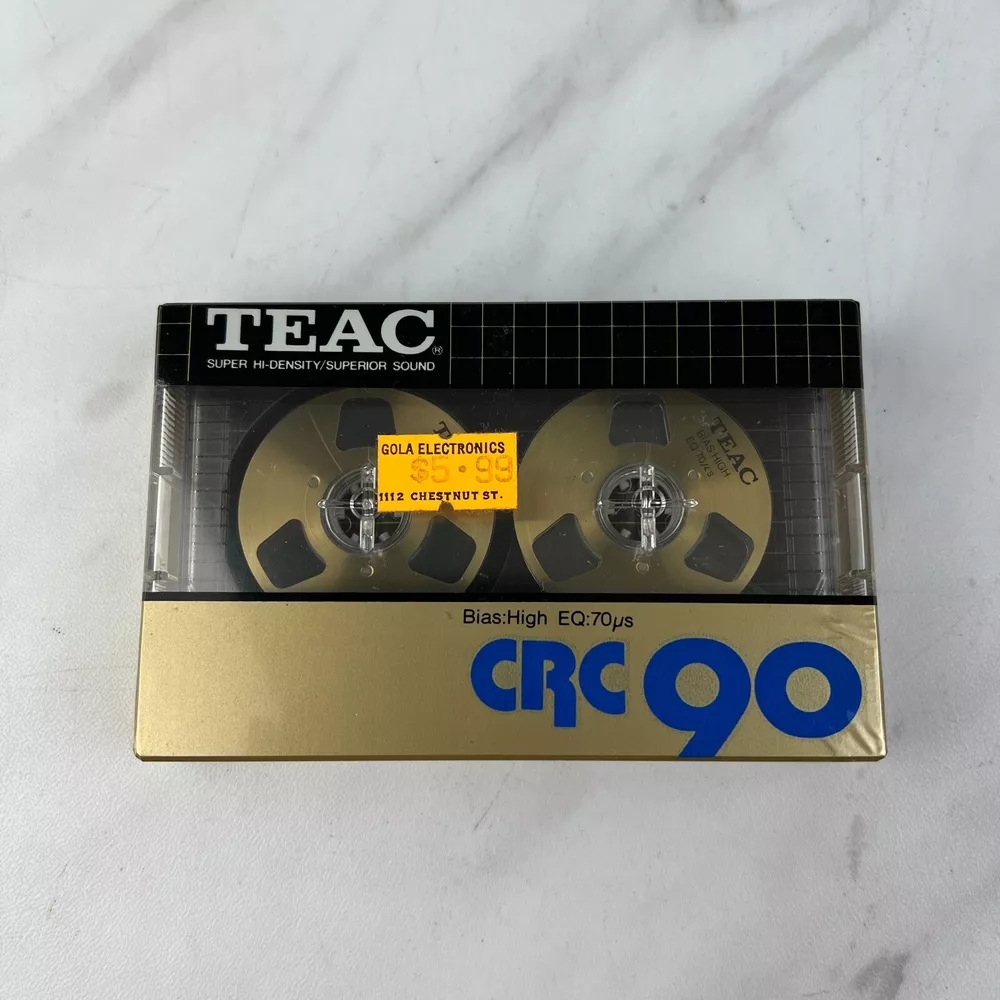 TEAC®
SUPER HI-DENSITY/SUPERIOR SOUND
GOLA ELECTRONICS
$5.99
1112 CHESTNUT ST.
TEAC
BIAS:HIGH
EQ 70µs
Bias:High EQ:70µs
CRC 90